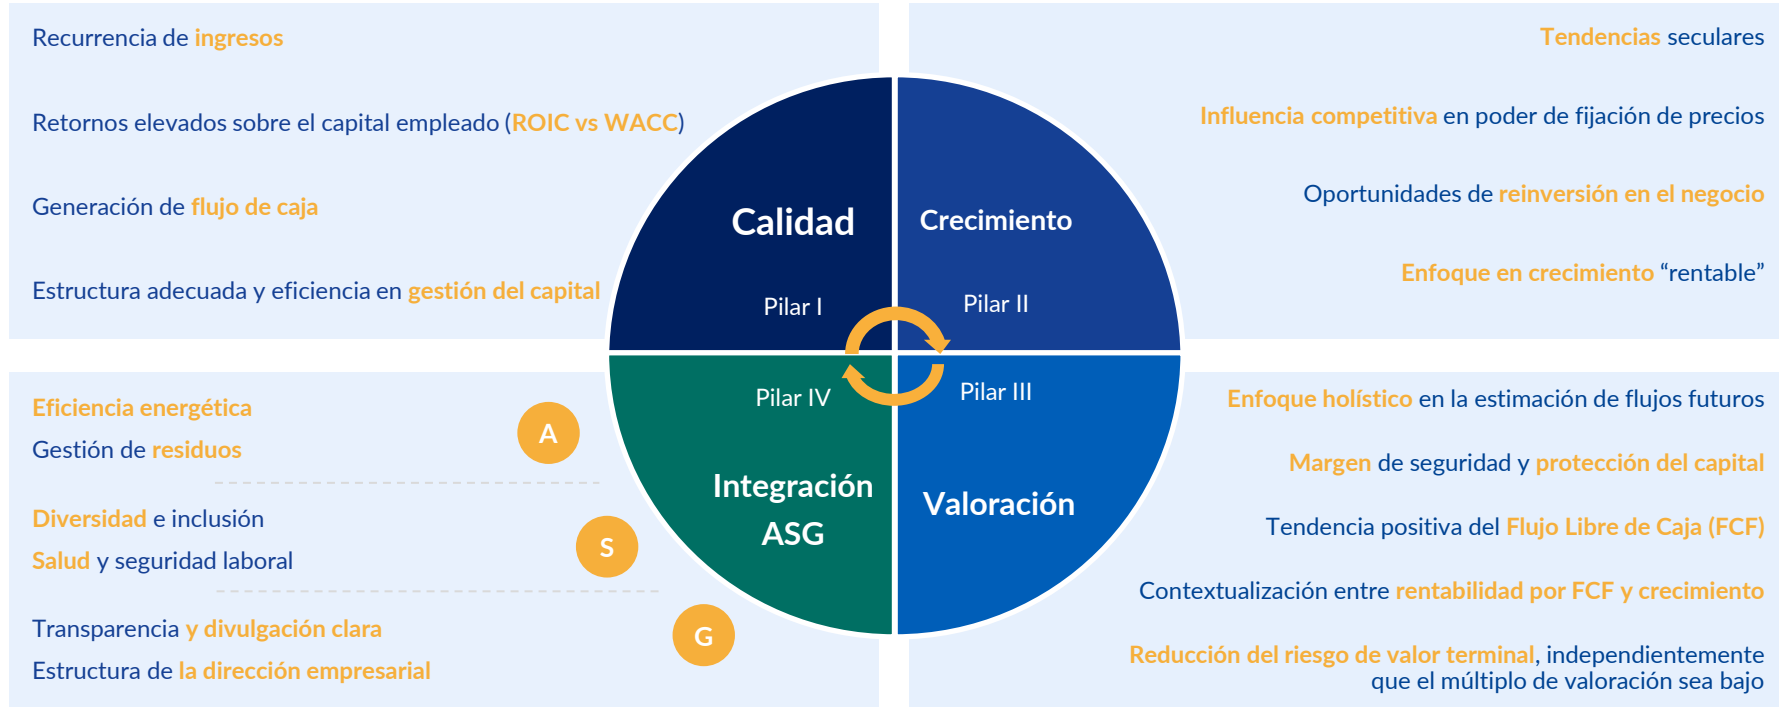 Recurrencia de ingresos
Retornos elevados sobre el capital empleado (ROIC vs WACC)
Generación de flujo de caja
Estructura adecuada y eficiencia en gestión del capital
Calidad
Pilar I
Tendencias seculares
Influencia competitiva en poder de fijación de precios
Oportunidades de reinversión en el negocio
Enfoque en crecimiento “rentable”
Crecimiento
Pilar II
Eficiencia energética
Gestión de residuos
A
Diversidad e inclusión
Salud y seguridad laboral
S
Transparencia y divulgación clara
Estructura de la dirección empresarial
G
Pilar IV
Integración
ASG
Pilar III
Valoración
Enfoque holístico en la estimación de flujos futuros
Margen de seguridad y protección del capital
Tendencia positiva del Flujo Libre de Caja (FCF)
Contextualización entre rentabilidad por FCF y crecimiento
Reducción del riesgo de valor terminal, independientemente
que el múltiplo de valoración sea bajo